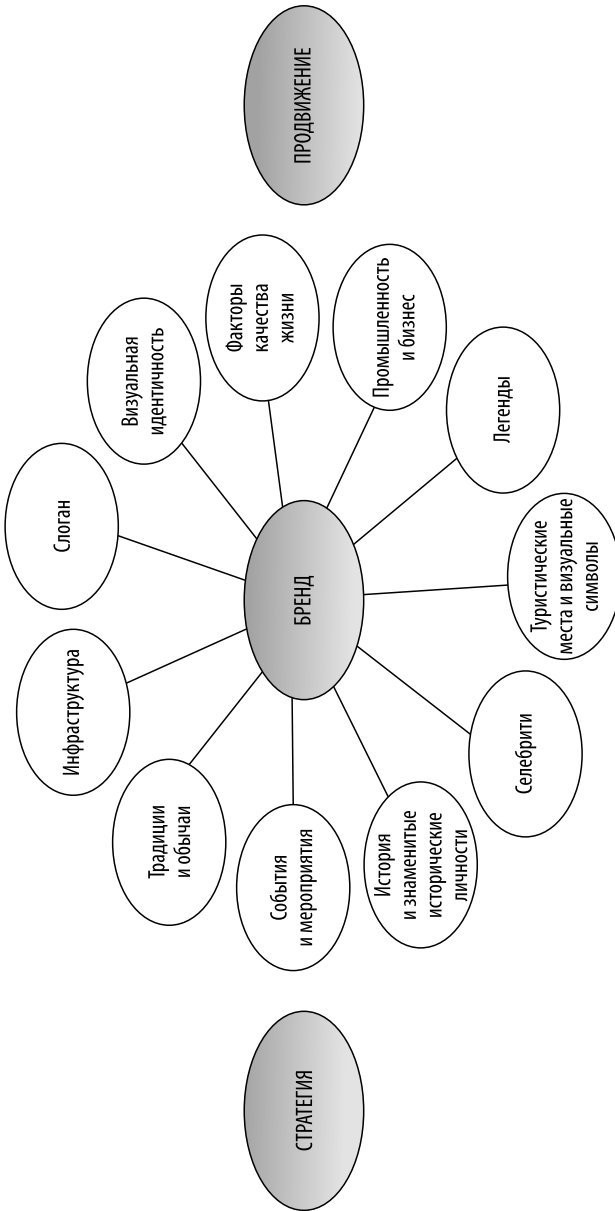 Слоган
Инфраструктура
Визуальная
идентичность
Традиции
и обычаи
Факторы
качества
жизни
События
и мероприятия
СТРАТЕГИЯ
БРЕНД
ПРОДВИЖЕНИЕ
История
и знаменитые
исторические
личности
Промышленность
и бизнес
Селебрити
Легенды
Туристические
места и визуальные
символы